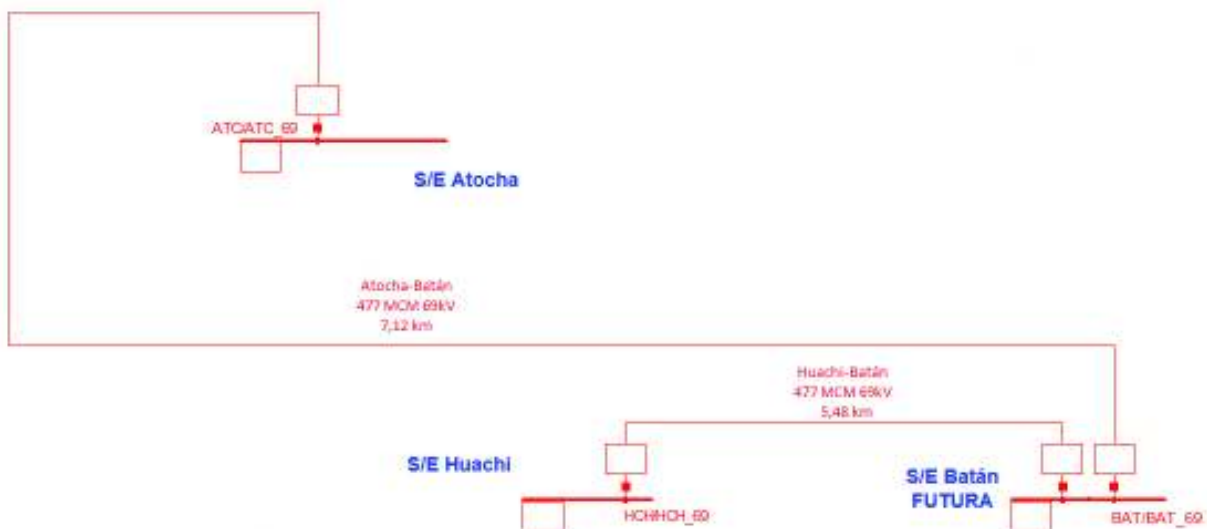 ATC/ATC_69
S/E Atocha
Atocha-Batán
477 MCM 69kV
7,12 km
Huachi-Batán
477 MCM 69kV
5,48 km
S/E Huachi
S/E Batán
FUTURA
HCH/HCH_69
BAT/BAT_69